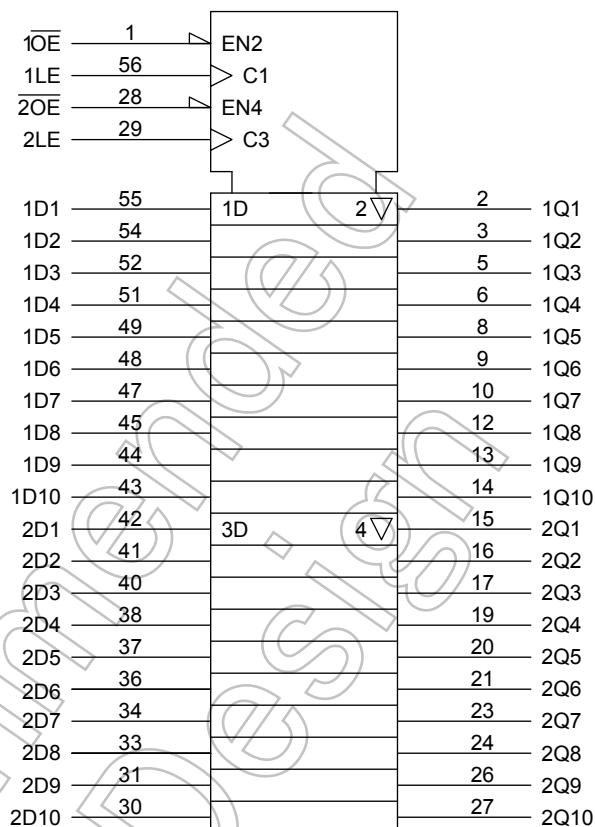 1O̅E̅ 1 EN2
1LE 56 C1
2̅O̅E̅ 28 EN4
2LE 29 C3
1D1 55 1D 2 ▽ 2 1Q1
1D2 54 3 1Q2
1D3 52 5 1Q3
1D4 51 6 1Q4
1D5 49 8 1Q5
1D6 48 9 1Q6
1D7 47 10 1Q7
1D8 45 12 1Q8
1D9 44 13 1Q9
1D10 43 14 1Q10
2D1 42 3D 4 ▽ 15 2Q1
2D2 41 16 2Q2
2D3 40 17 2Q3
2D4 38 19 2Q4
2D5 37 20 2Q5
2D6 36 21 2Q6
2D7 34 23 2Q7
2D8 33 24 2Q8
2D9 31 26 2Q9
2D10 30 27 2Q10
mended
Design